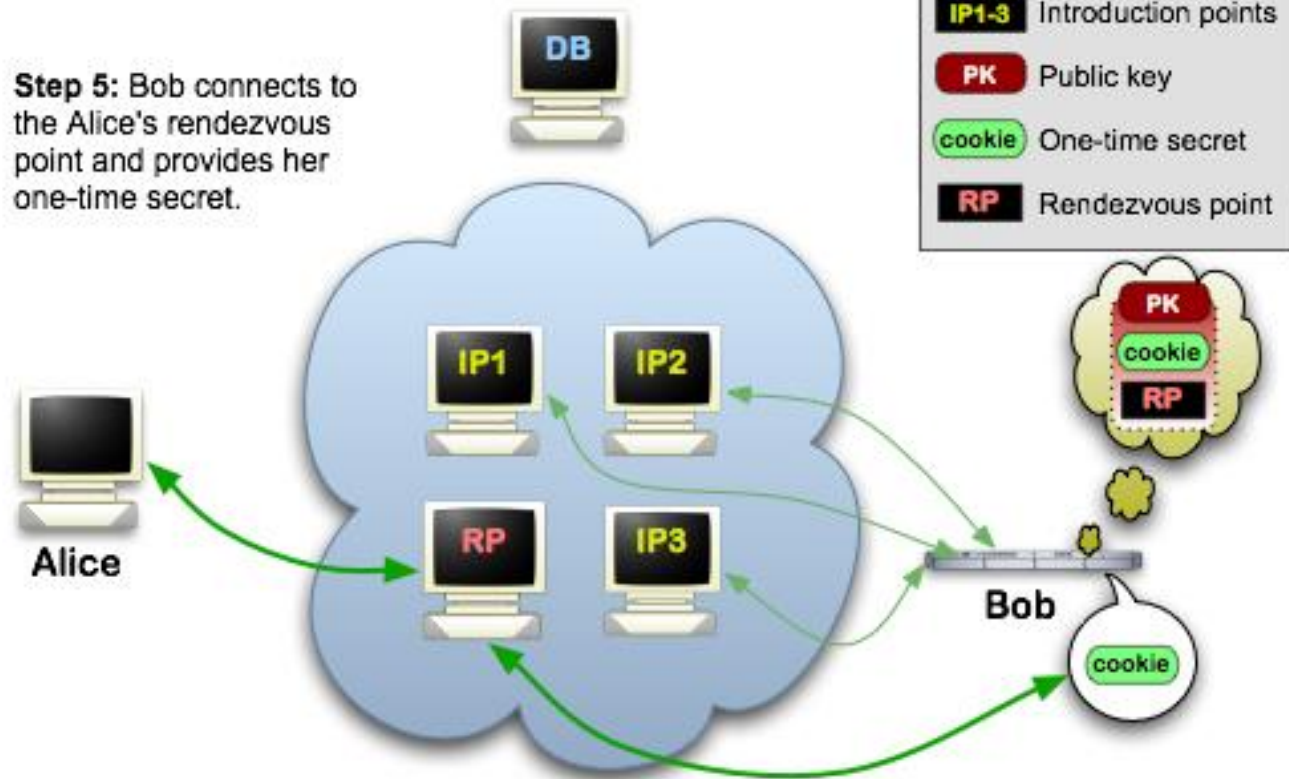 Step 5: Bob connects to
the Alice's rendezvous
point and provides her
one-time secret.
DB
IP1-3 Introduction points
PK Public key
cookie One-time secret
RP Rendezvous point
PK
cookie
RP
IP1 IP2
RP IP3
Alice
Bob
cookie